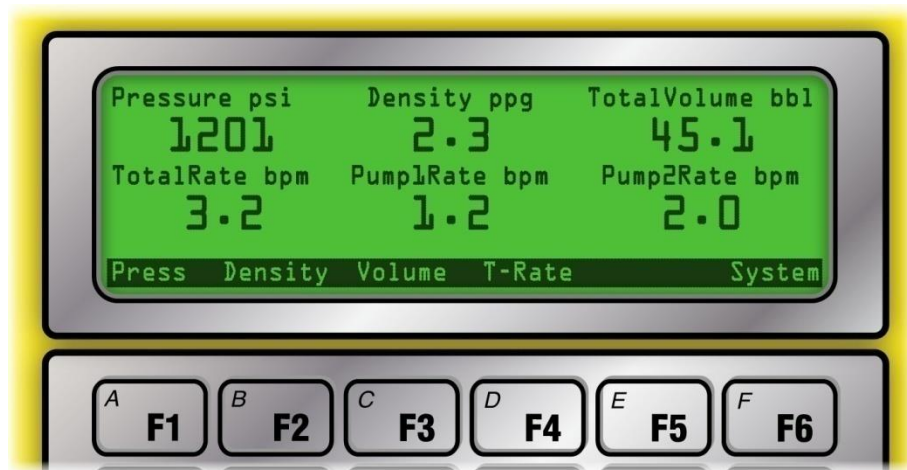 Pressure psi Density ppg TotalVolume bbl
1201 2.3 45.1
TotalRate bpm Pump1Rate bpm Pump2Rate bpm
3.2 1.2 2.0
Press Density Volume T-Rate System
A B C D E F
F1 F2 F3 F4 F5 F6